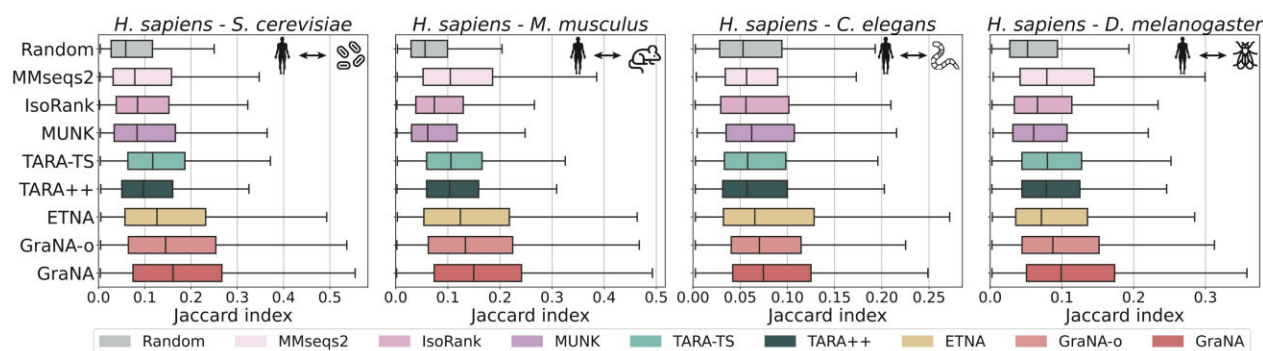 H. sapiens - S. cerevisiae
H. sapiens - M. musculus
H. sapiens - C. elegans
H. sapiens - D. melanogaster
Random
MMseqs2
IsoRank
MUNK
TARA-TS
TARA++
ETNA
GraNA-o
GraNA
0.0 0.1 0.2 0.3 0.4 0.5
0.0 0.1 0.2 0.3 0.4 0.5
0.00 0.05 0.10 0.15 0.20 0.25
0.0 0.1 0.2 0.3
Jaccard index
Jaccard index
Jaccard index
Jaccard index
Random MMseqs2 IsoRank MUNK TARA-TS TARA++ ETNA GraNA-o GraNA